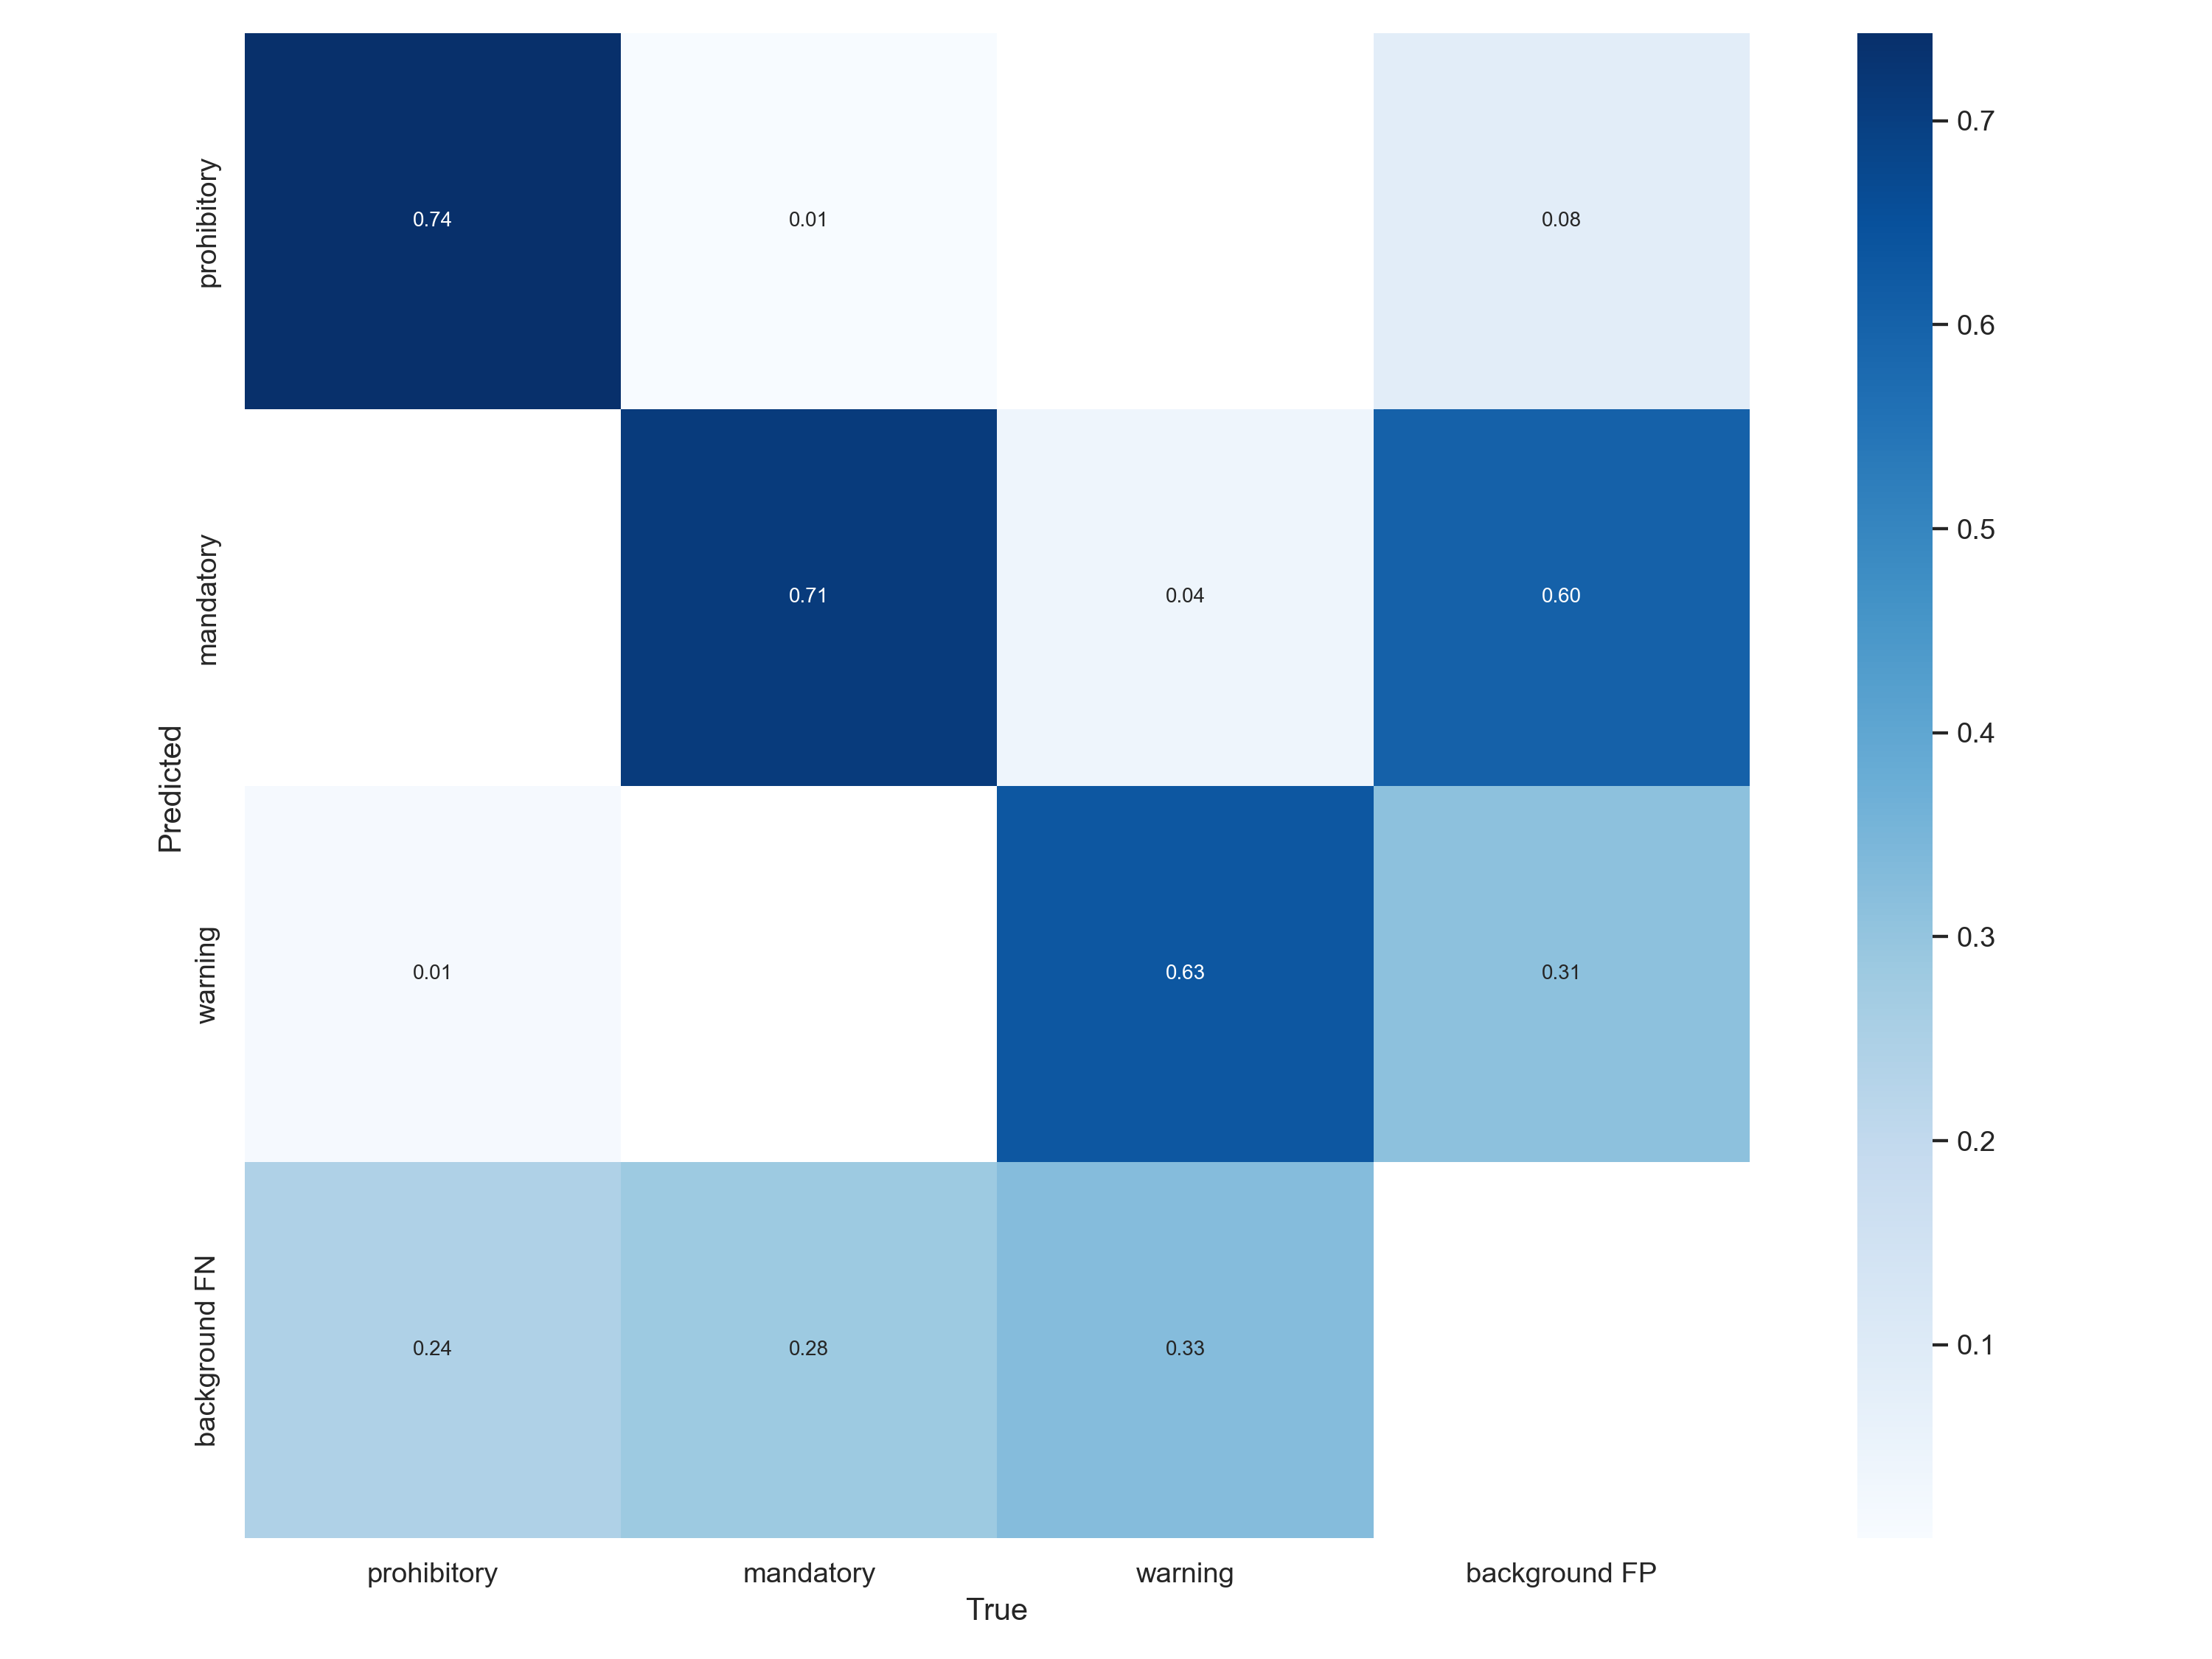 prohibitory
0.74 0.01 0.08
mandatory
0.71 0.04 0.60
Predicted
warning
0.01 0.63 0.31
background FN
0.24 0.28 0.33
prohibitory mandatory warning background FP
True
0.7
0.6
0.5
0.4
0.3
0.2
0.1